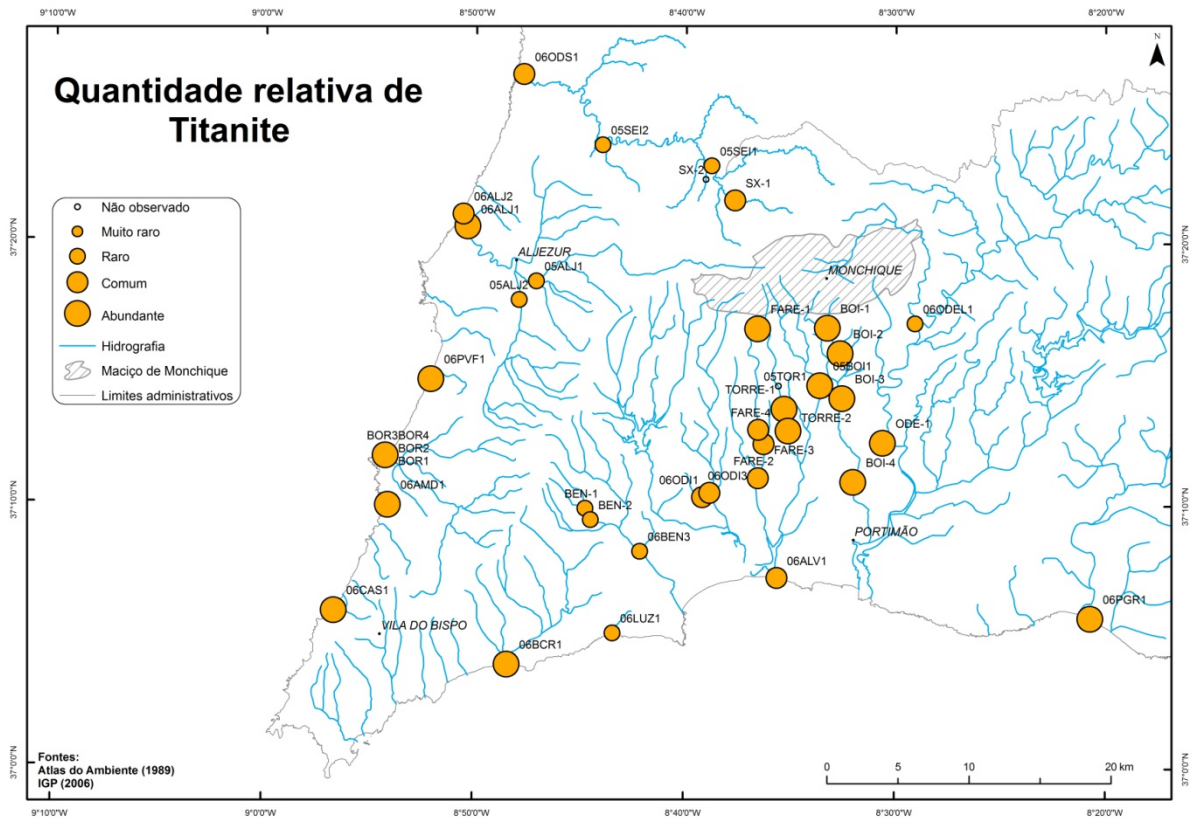 9°10'0"W 9°0'0"W 8°50'0"W 8°40'0"W 8°30'0"W 8°20'0"W
N
Quantidade relativa de
Titanite
Não observado
Muito raro
Raro
Comum
Abundante
Hidrografia
Maciço de Monchique
Limites administrativos
06ODS1
05SEI2
05SEI1
SX-2
SX-1
06ALJ2
06ALJ1
37°20'0"N
37°20'0"N
ALJEZUR
05ALJ1
05ALJ2
MONCHIQUE
FARE-1
BOI-1
06ODEL1
BOI-2
06PVF1
05BOI1
05TOR1
BOI-3
TORRE-1
FARE-4
TORRE-2
ODE-1
BOR3BOR4
BOR2
BOR1
FARE-3
FARE-2
BOI-4
06AMD1
06ODI1
06ODI3
BEN-1
BEN-2
37°10'0"N
37°10'0"N
PORTIMÃO
06BEN3
06ALV1
06CAS1
06PGR1
VILA DO BISPO
06LUZ1
06BCR1
Fontes:
Atlas do Ambiente (1989)
IGP (2006)
37°0'0"N
37°0'0"N
0 5 10 20 km
9°10'0"W 9°0'0"W 8°50'0"W 8°40'0"W 8°30'0"W 8°20'0"W